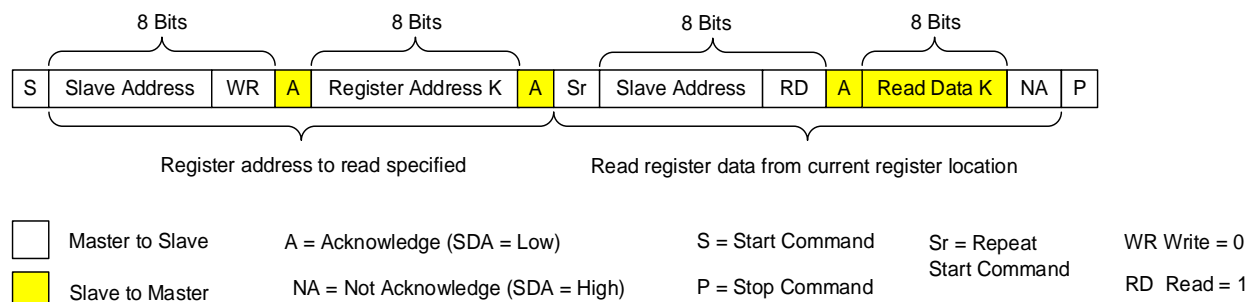 8 Bits 8 Bits 8 Bits 8 Bits
S Slave Address WR A Register Address K A Sr Slave Address RD A Read Data K NA P
Register address to read specified Read register data from current register location
Master to Slave A = Acknowledge (SDA = Low) S = Start Command Sr = Repeat Start Command WR Write = 0
Slave to Master NA = Not Acknowledge (SDA = High) P = Stop Command RD Read = 1